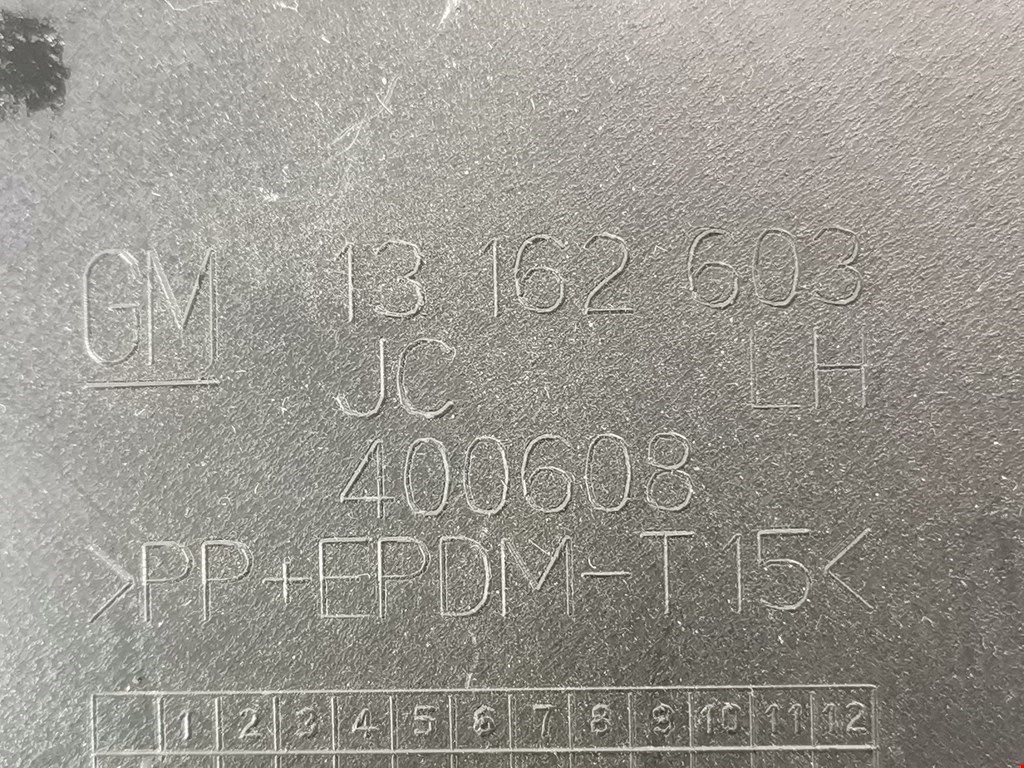 GM 13 162 603
JC LH
400608
>PP+EPDM-T15<
1 2 3 4 5 6 7 8 9 10 11 12